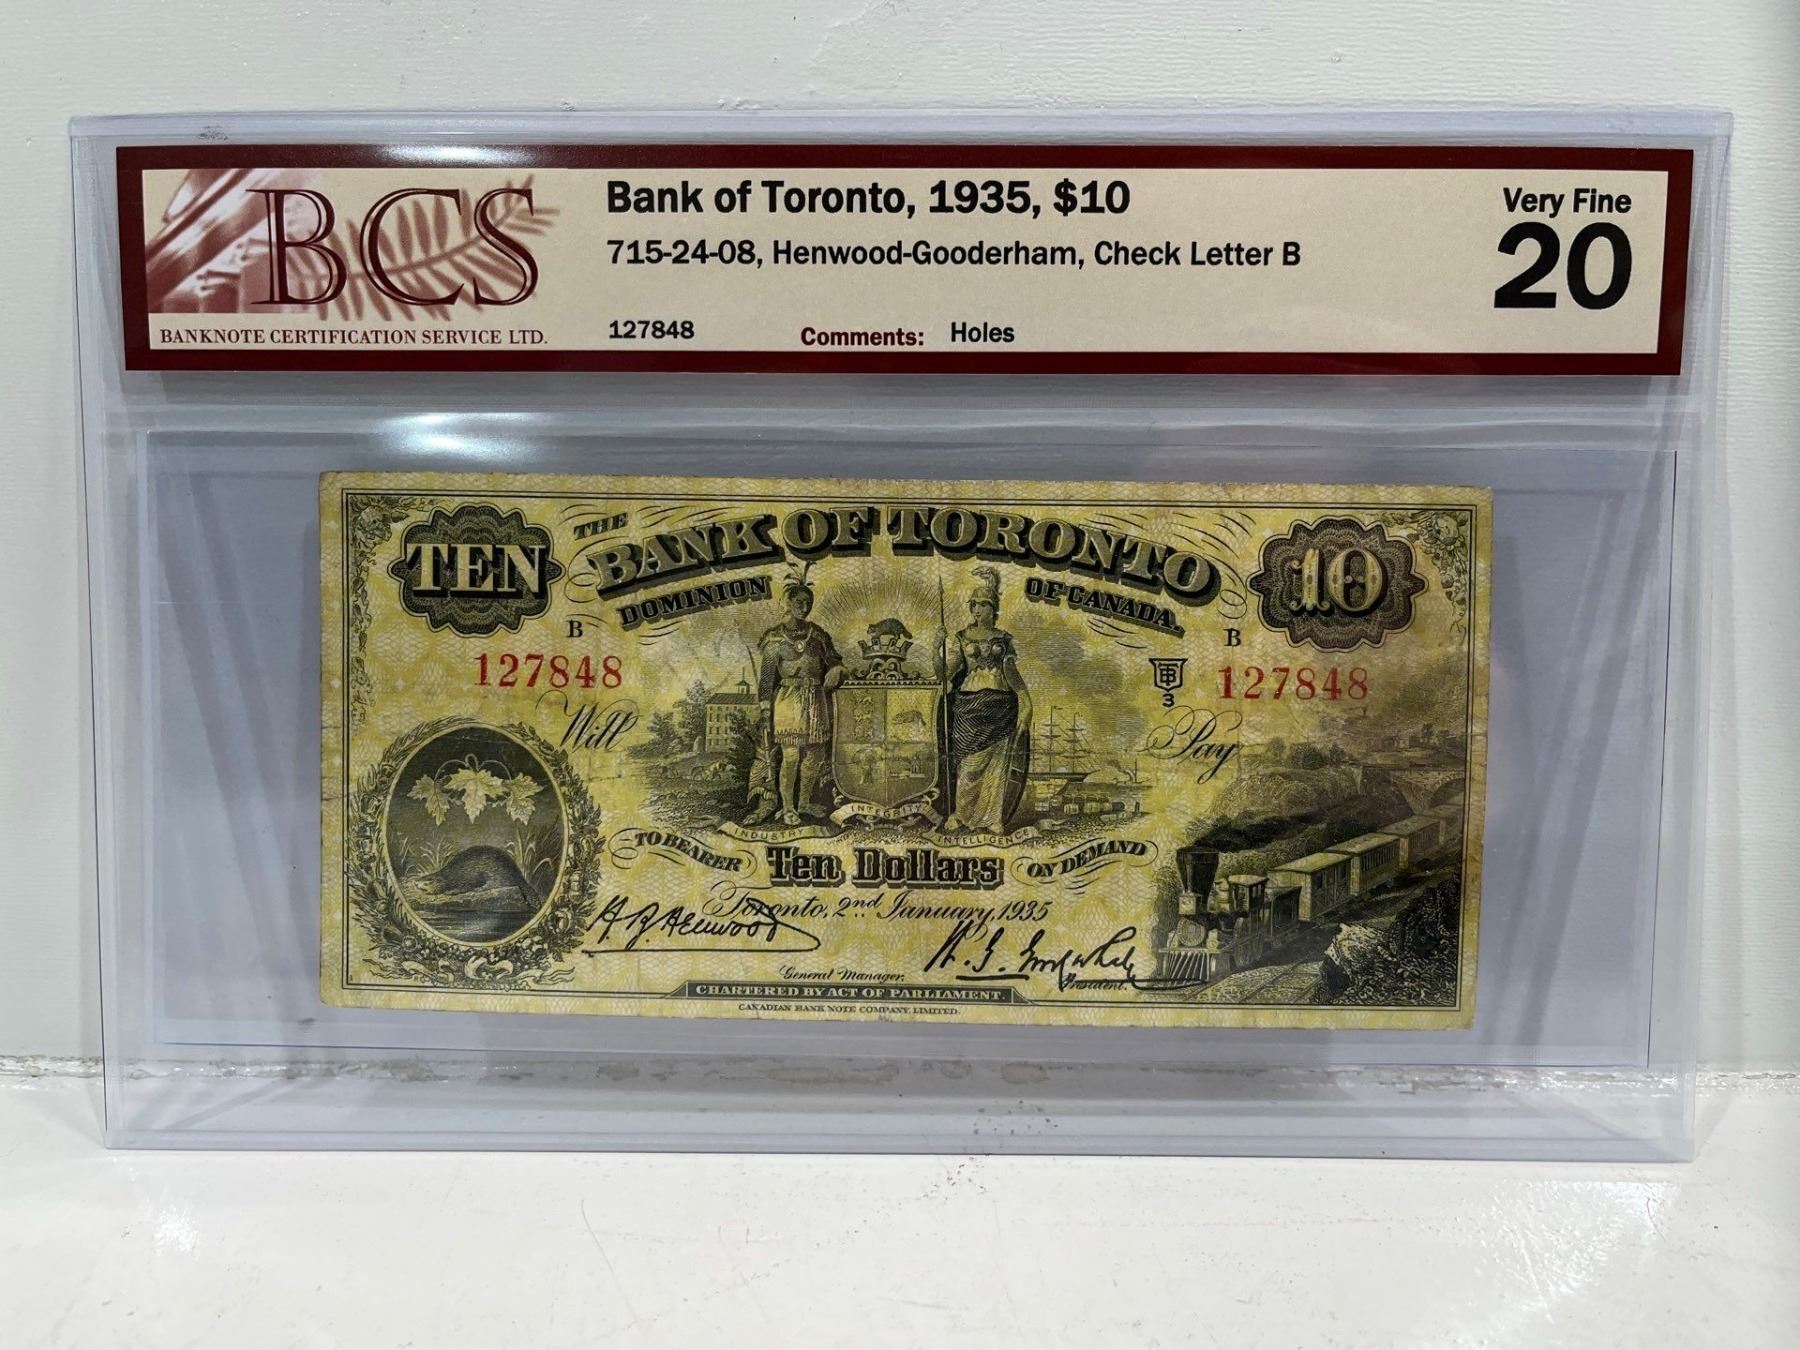 BCS
BANKNOTE CERTIFICATION SERVICE LTD.
Bank of Toronto, 1935, $10
715-24-08, Henwood-Gooderham, Check Letter B
127848
Comments: Holes
Very Fine
20
TEN
THE
BANK OF TORONTO
DOMINION OF CANADA.
10
B
B
127848
TB
3
127848
Will
Pay
INDUSTRY
INTEGRITY
INTELLIGENCE
TO BEARER Ten Dollars ON DEMAND
Toronto, 2nd January, 1935
General Manager.
President.
CHARTERED BY ACT OF PARLIAMENT.
CANADIAN BANK NOTE COMPANY, LIMITED.